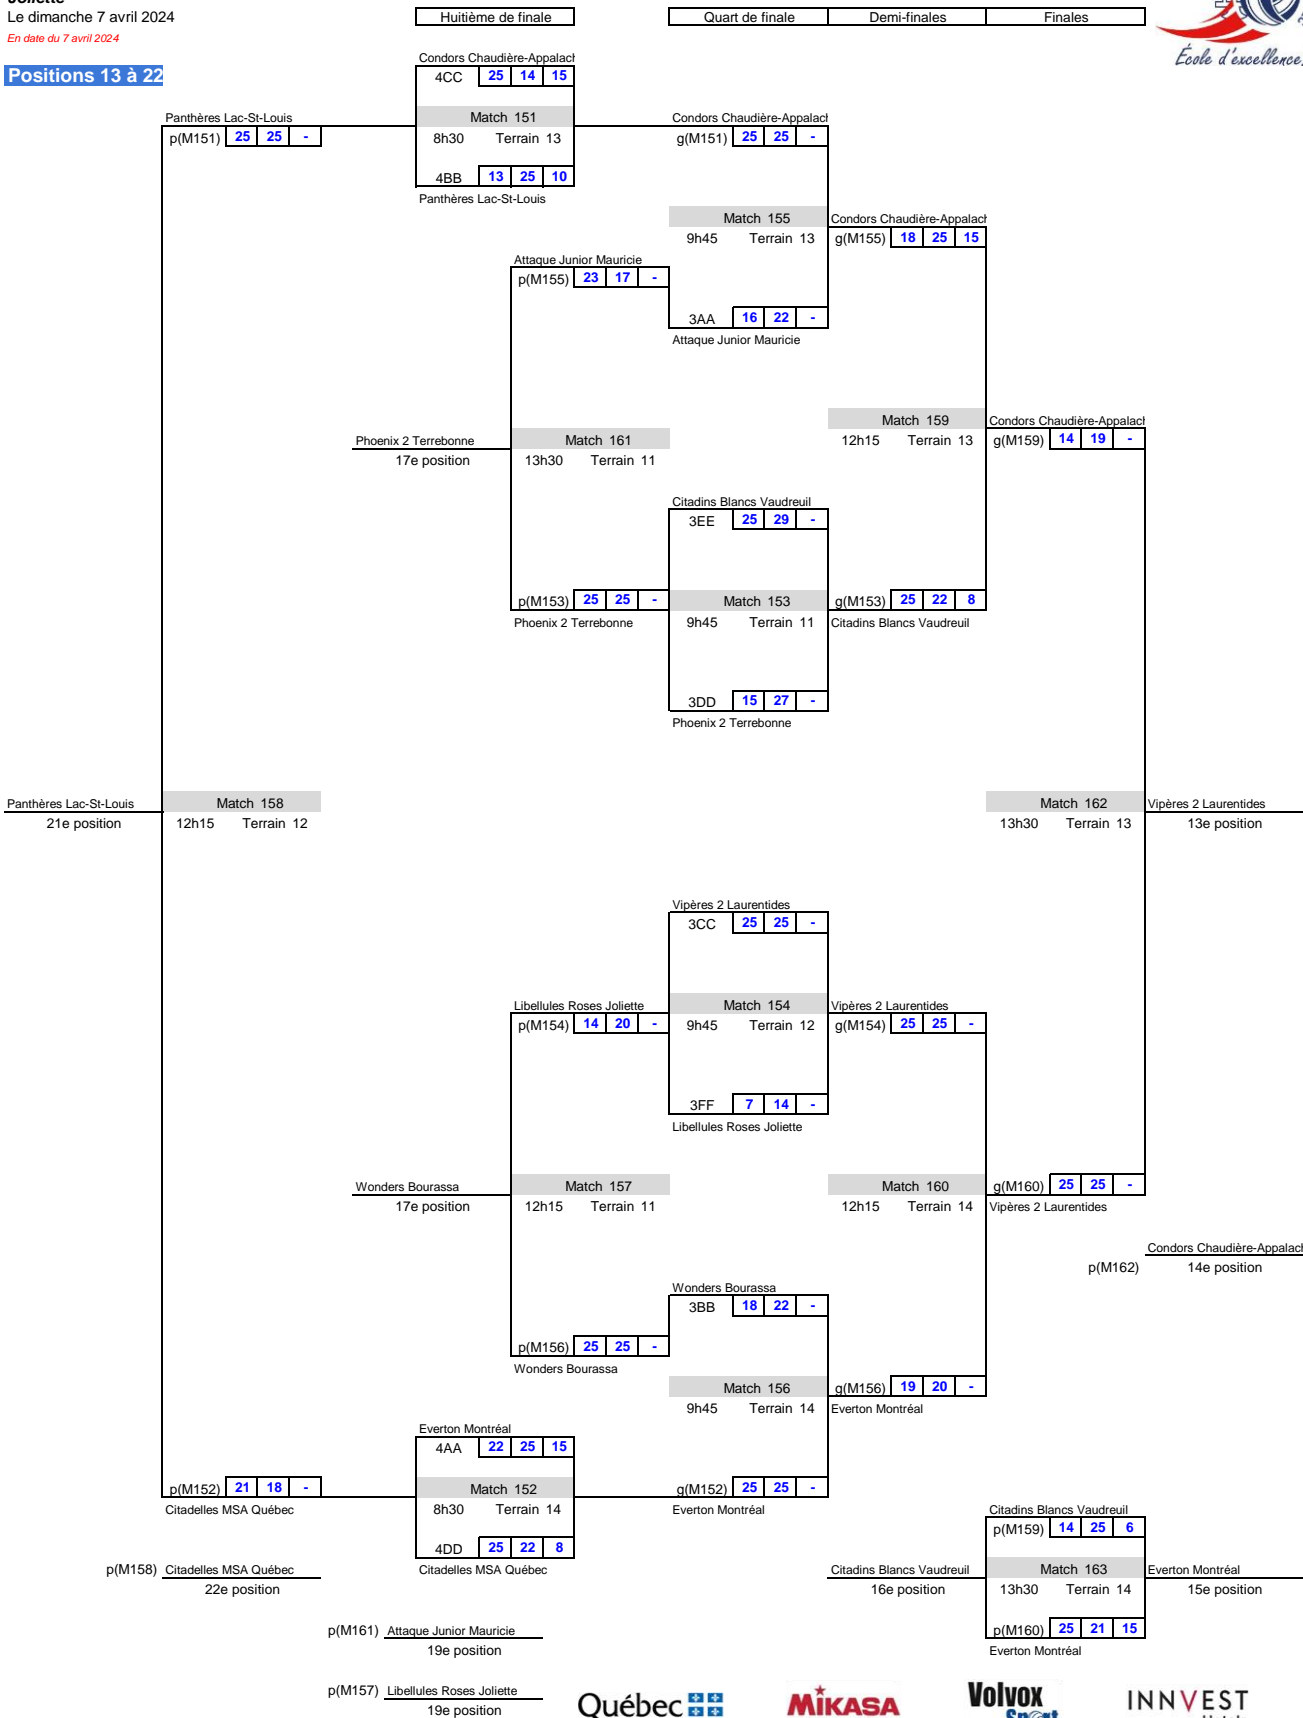 Joliette
Le dimanche 7 avril 2024
En date du 7 avril 2024
Huitième de finale
Quart de finale
Demi-finales
Finales
École d'excellence
Positions 13 à 22
Condors Chaudière-Appalach
4CC 25 14 15
Panthères Lac-St-Louis
Match 151
Condors Chaudière-Appalach
p(M151) 25 25 -
8h30 Terrain 13
g(M151) 25 25 -
4BB 13 25 10
Panthères Lac-St-Louis
Match 155
Condors Chaudière-Appalach
9h45 Terrain 13
g(M155) 18 25 15
Attaque Junior Mauricie
p(M155) 23 17 -
3AA 16 22 -
Attaque Junior Mauricie
Match 159
Condors Chaudière-Appalach
Phoenix 2 Terrebonne
Match 161
12h15 Terrain 13
g(M159) 14 19 -
17e position
13h30 Terrain 11
Citadins Blancs Vaudreuil
3EE 25 29 -
p(M153) 25 25 -
Match 153
g(M153) 25 22 8
Phoenix 2 Terrebonne
9h45 Terrain 11
Citadins Blancs Vaudreuil
3DD 15 27 -
Phoenix 2 Terrebonne
Panthères Lac-St-Louis
Match 158
Match 162
Vipères 2 Laurentides
21e position
12h15 Terrain 12
13h30 Terrain 13
13e position
Vipères 2 Laurentides
3CC 25 25 -
Libellules Roses Joliette
Match 154
Vipères 2 Laurentides
p(M154) 14 20 -
9h45 Terrain 12
g(M154) 25 25 -
3FF 7 14 -
Libellules Roses Joliette
Wonders Bourassa
Match 157
Match 160
g(M160) 25 25 -
17e position
12h15 Terrain 11
12h15 Terrain 14
Vipères 2 Laurentides
Condors Chaudière-Appalach
p(M162) 14e position
Wonders Bourassa
3BB 18 22 -
p(M156) 25 25 -
Wonders Bourassa
Match 156
g(M156) 19 20 -
9h45 Terrain 14
Everton Montréal
Everton Montréal
4AA 22 25 15
p(M152) 21 18 -
Match 152
g(M152) 25 25 -
Citadelles MSA Québec
8h30 Terrain 14
Everton Montréal
Citadins Blancs Vaudreuil
p(M159) 14 25 6
4DD 25 22 8
p(M158) Citadelles MSA Québec
Citadelles MSA Québec
Citadins Blancs Vaudreuil
Match 163
Everton Montréal
22e position
16e position
13h30 Terrain 14
15e position
p(M161) Attaque Junior Mauricie
p(M160) 25 21 15
19e position
Everton Montréal
p(M157) Libellules Roses Joliette
19e position
Québec
MIKASA
Volvox
Sport
INNVEST
Hotels